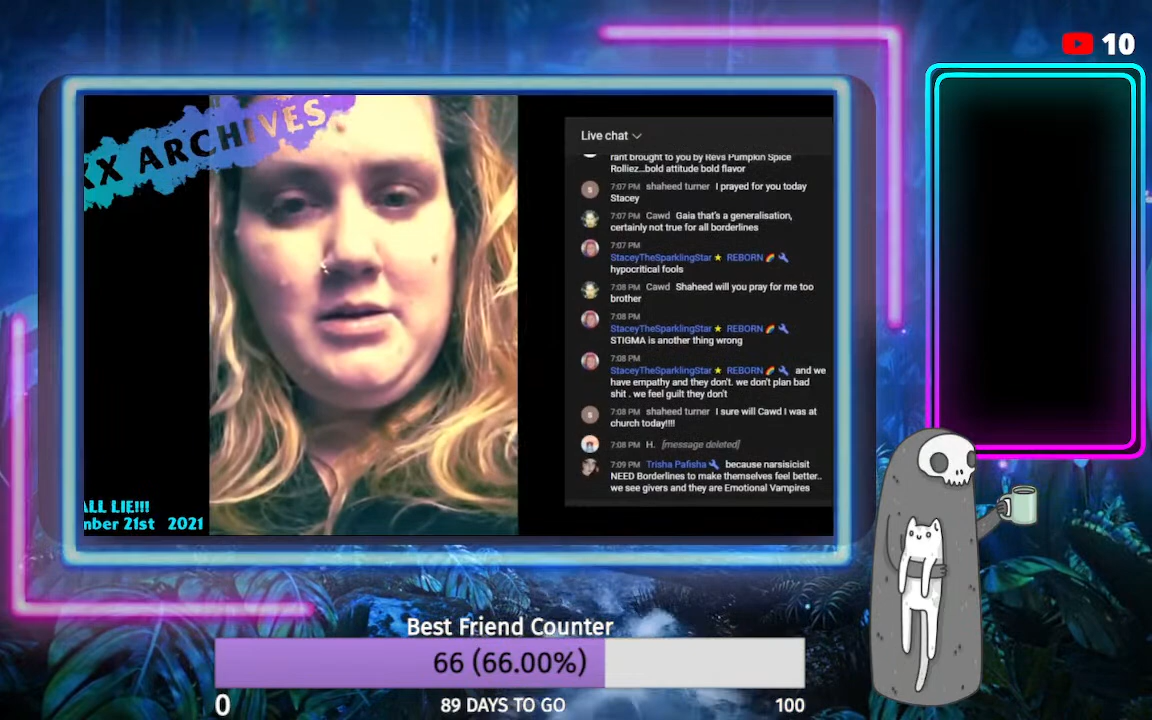 10
XX ARCHIVES
Live chat
rant brought to you by Revs Pumpkin Spice
Rolliez...bold attitude bold flavor
7:07 PM shaheed turner I prayed for you today
Stacey
7:07 PM Cawd Gaia that's a generalisation,
certainly not true for all borderlines
7:07 PM
StaceyTheSparklingStar ⭐ REBORN 🌈
hypocritical fools
7:08 PM Cawd Shaheed will you pray for me too
brother
7:08 PM
StaceyTheSparklingStar ⭐ REBORN 🌈
STIGMA is another thing wrong
7:08 PM
StaceyTheSparklingStar ⭐ REBORN 🌈 and we
have empathy and they don't. we don't plan bad
shit . we feel guilt they don't
7:08 PM shaheed turner I sure will Cawd I was at
church today!!!!
7:08 PM H. [message deleted]
7:09 PM Trisha Pafisha because narsisicisit
NEED Borderlines to make themselves feel better..
we see givers and they are Emotional Vampires
ALL LIE!!!
mber 21st 2021
Best Friend Counter
66 (66.00%)
0
89 DAYS TO GO
100